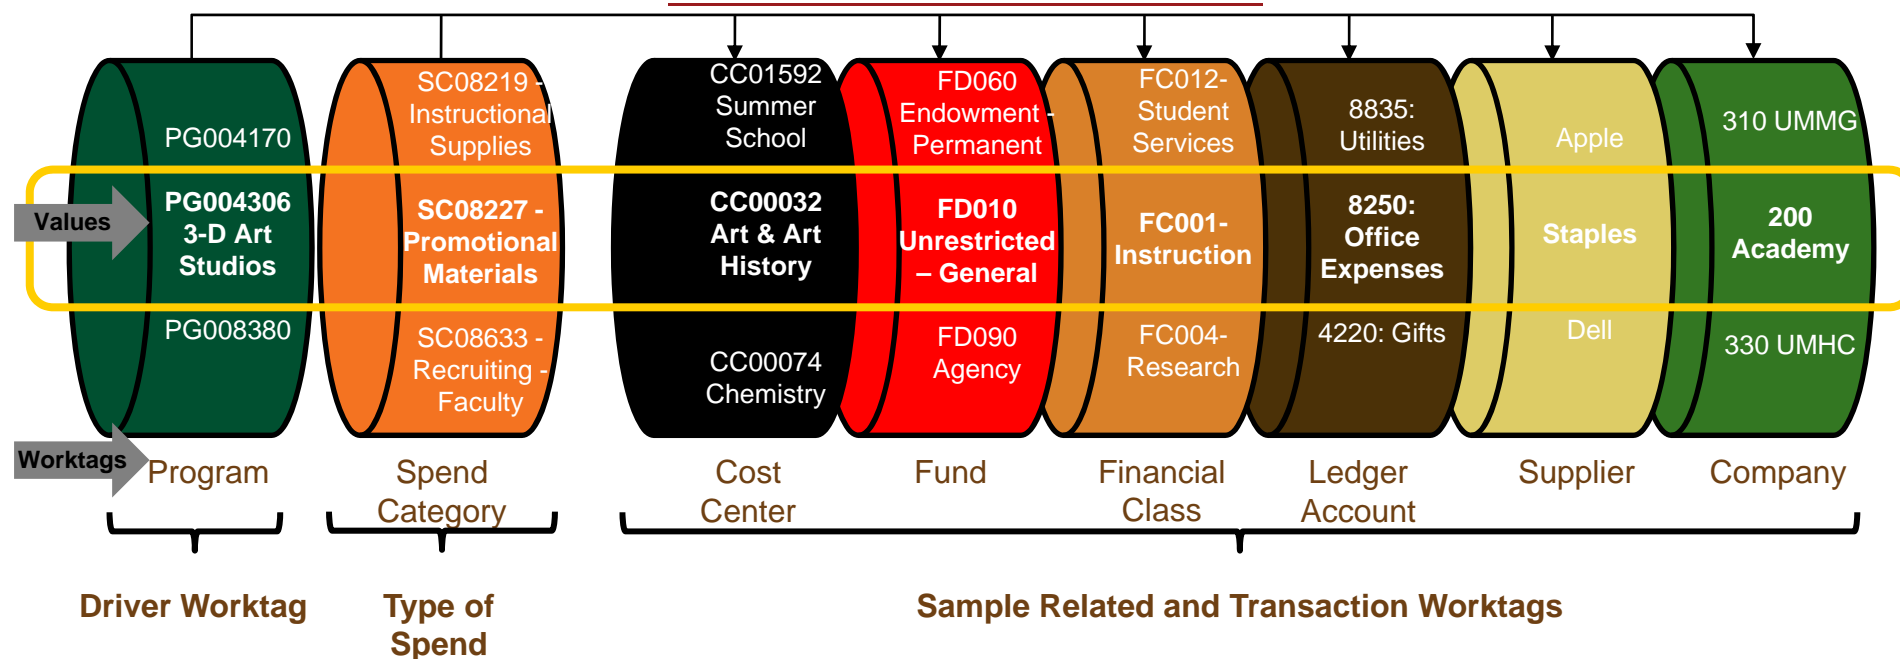 PG004170
SC08219 -
Instructional
Supplies
CC01592
Summer
School
FD060
Endowment -
Permanent
FC012-
Student
Services
8835:
Utilities
Apple
310 UMMG
Values
PG004306
3-D Art
Studios
SC08227 -
Promotional
Materials
CC00032
Art & Art
History
FD010
Unrestricted
– General
FC001-
Instruction
8250:
Office
Expenses
Staples
200
Academy
PG008380
SC08633 -
Recruiting -
Faculty
CC00074
Chemistry
FD090
Agency
FC004-
Research
4220: Gifts
Dell
330 UMHC
Worktags
Program
Spend
Category
Cost
Center
Fund
Financial
Class
Ledger
Account
Supplier
Company
Driver Worktag
Type of
Spend
Sample Related and Transaction Worktags